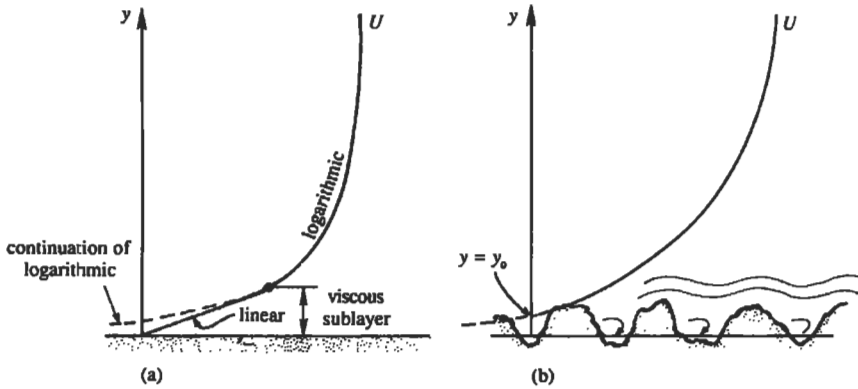 y
U
logarithmic
continuation of
logarithmic
linear
viscous
sublayer
(a)
y
U
y = y₀
(b)